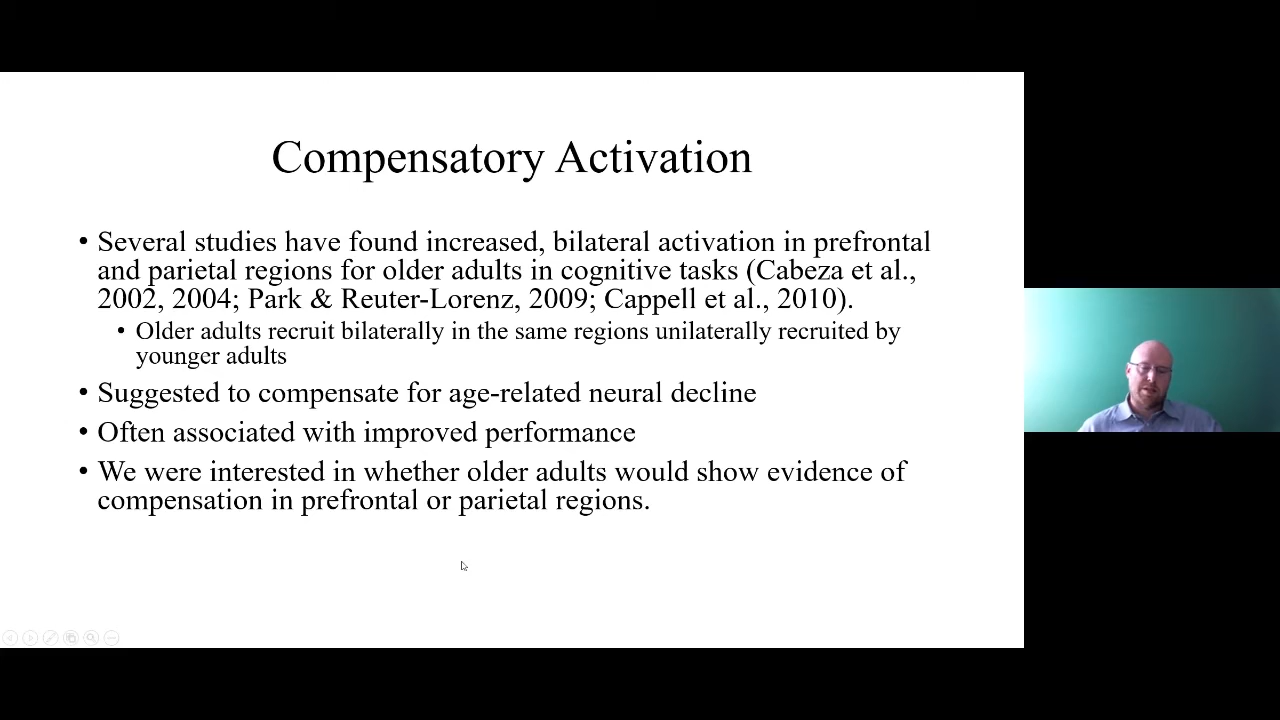 Compensatory Activation
• Several studies have found increased, bilateral activation in prefrontal
and parietal regions for older adults in cognitive tasks (Cabeza et al.,
2002, 2004; Park & Reuter-Lorenz, 2009; Cappell et al., 2010).
• Older adults recruit bilaterally in the same regions unilaterally recruited by
younger adults
• Suggested to compensate for age-related neural decline
• Often associated with improved performance
• We were interested in whether older adults would show evidence of
compensation in prefrontal or parietal regions.